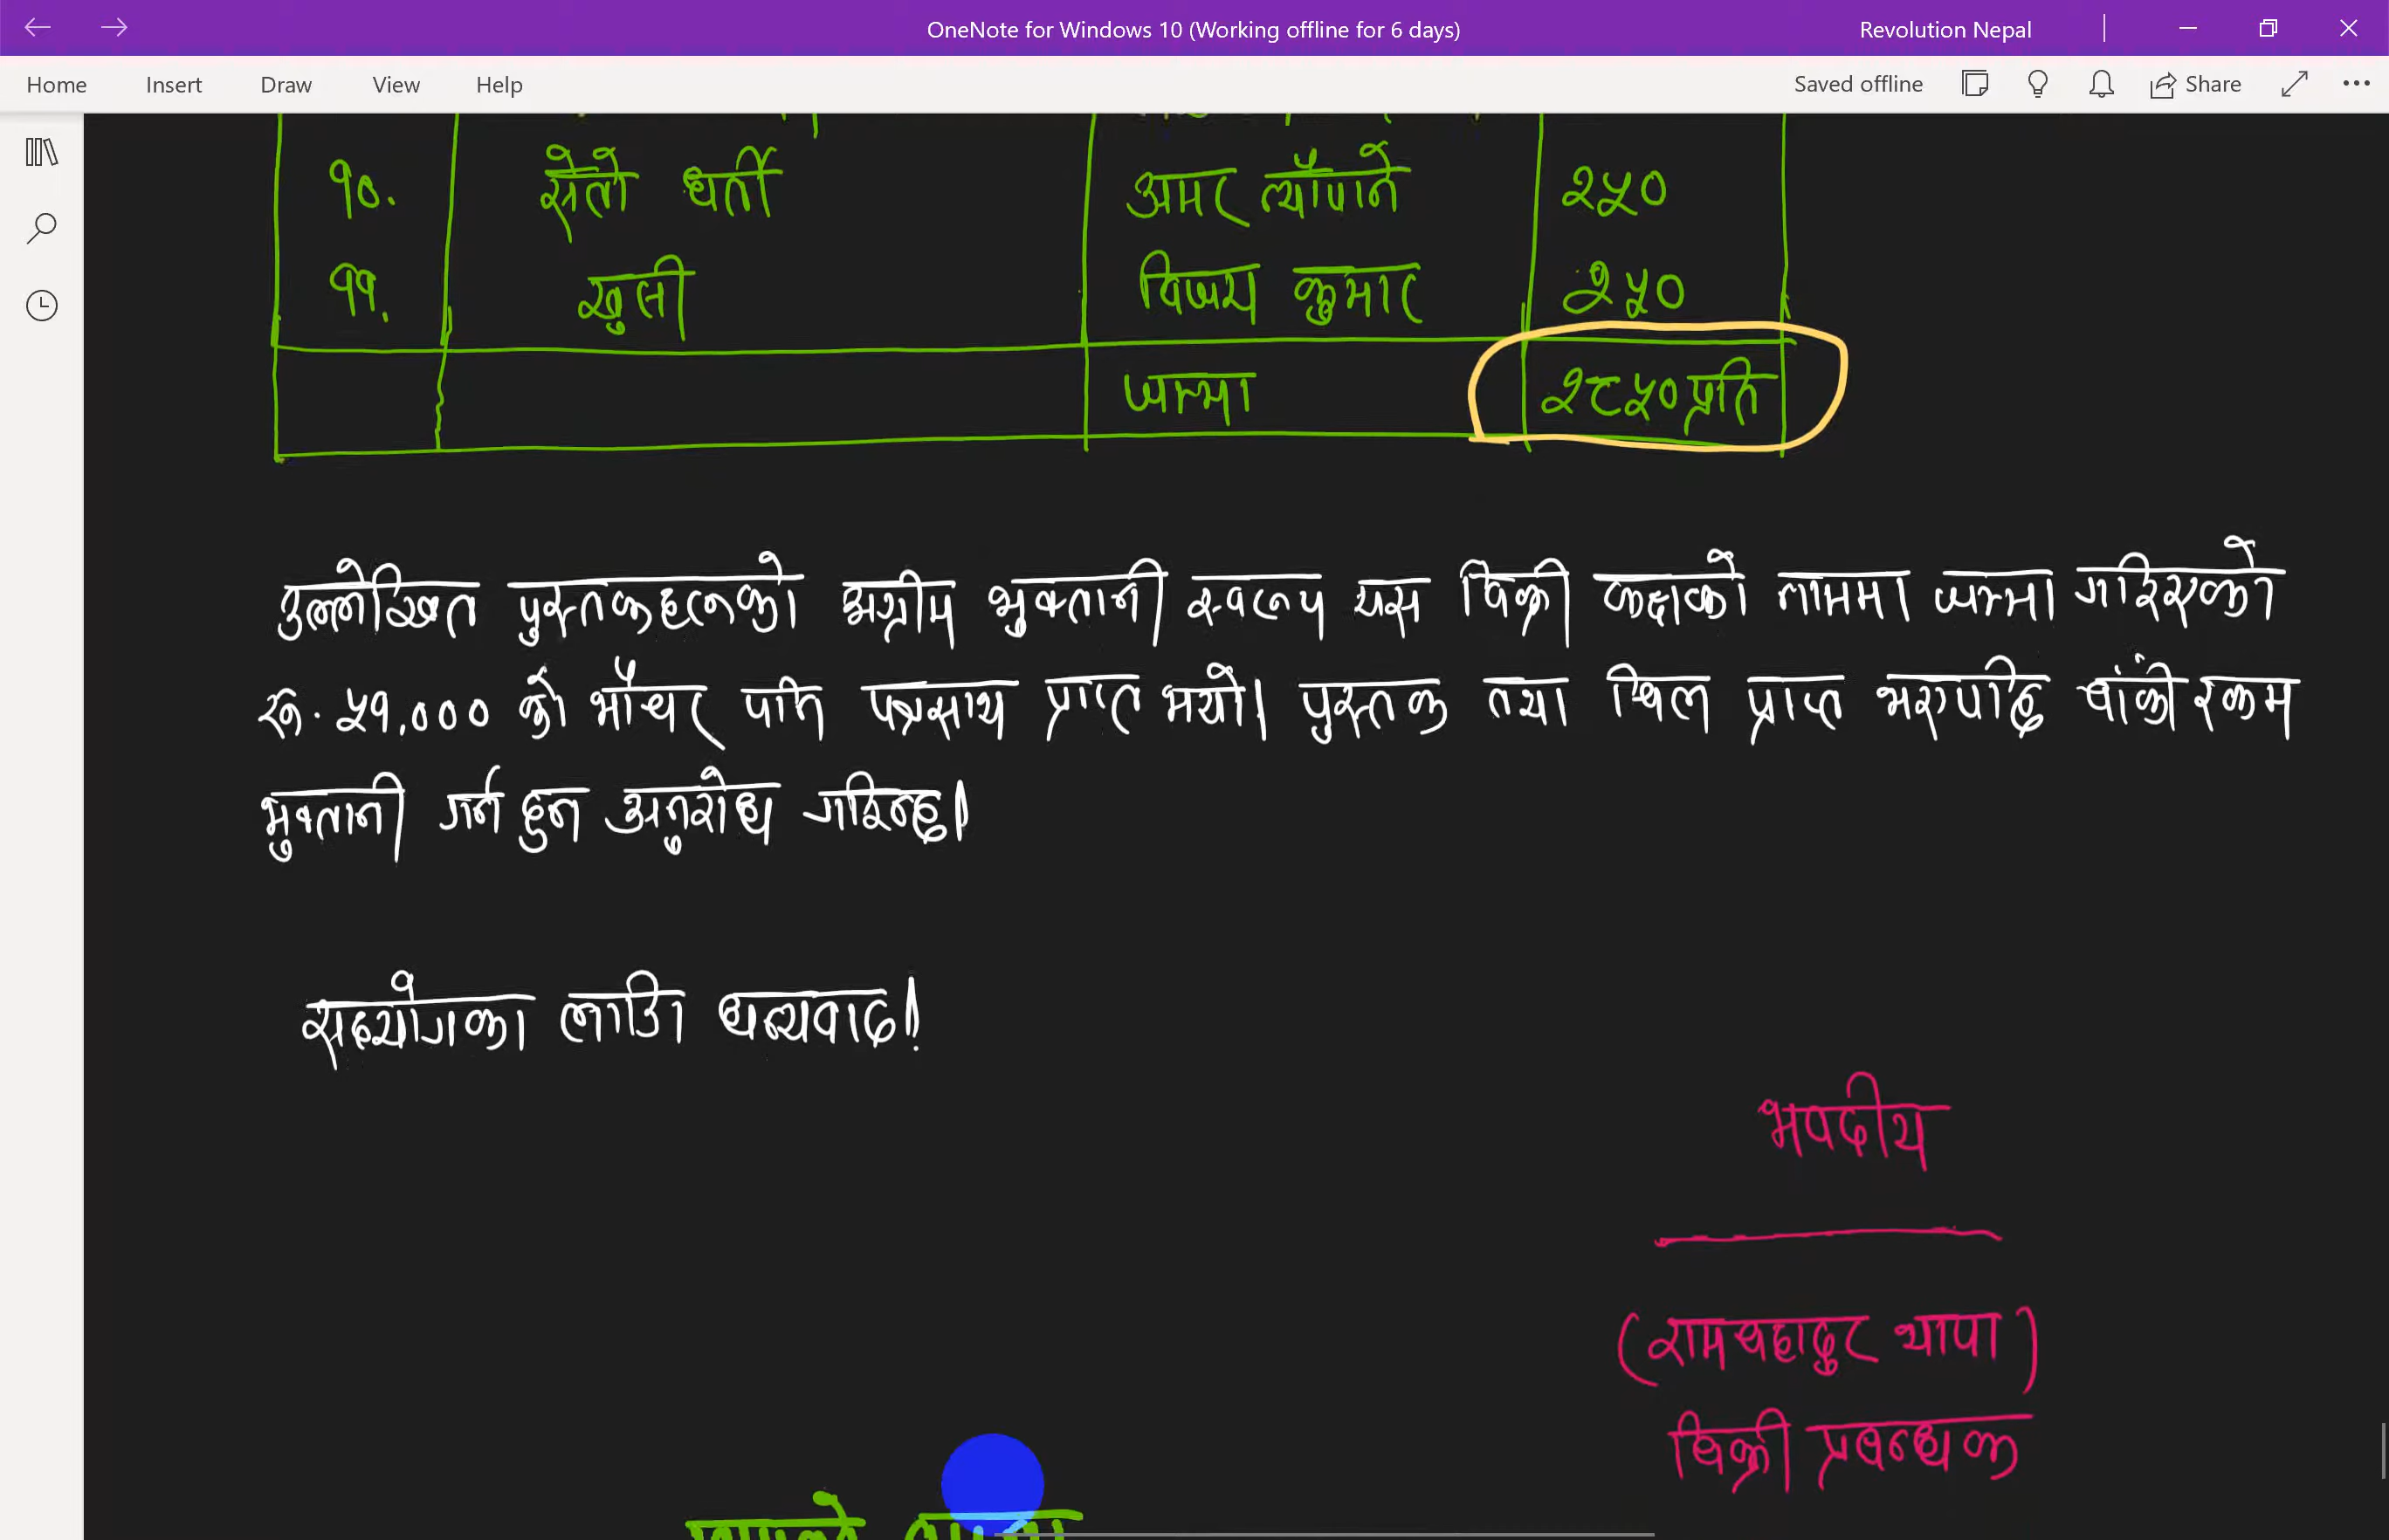 OneNote for Windows 10 (Working offline for 6 days) Revolution Nepal
Home Insert Draw View Help Saved offline Share
१०. सेतो धर्ती अमर न्यौपाने २५०
११. खुसी विजय कुमार २५०
जम्मा २८५० प्रति
उल्लेखित पुस्तकहरूको अग्रीम भुक्तानी स्वरूप यस बिक्री कक्षको नाममा जम्मा गरिएको
रू. ५१,००० को भौचर पनि पत्रसाथ प्राप्त भयो। पुस्तक तथा बिल प्राप्त भएपछि बाँकी रकम
भुक्तानी गर्न हुन अनुरोध गरिन्छ।
सहयोगका लागि धन्यवाद!
भवदीय
(रामबहादुर थापा)
बिक्री प्रबन्धक